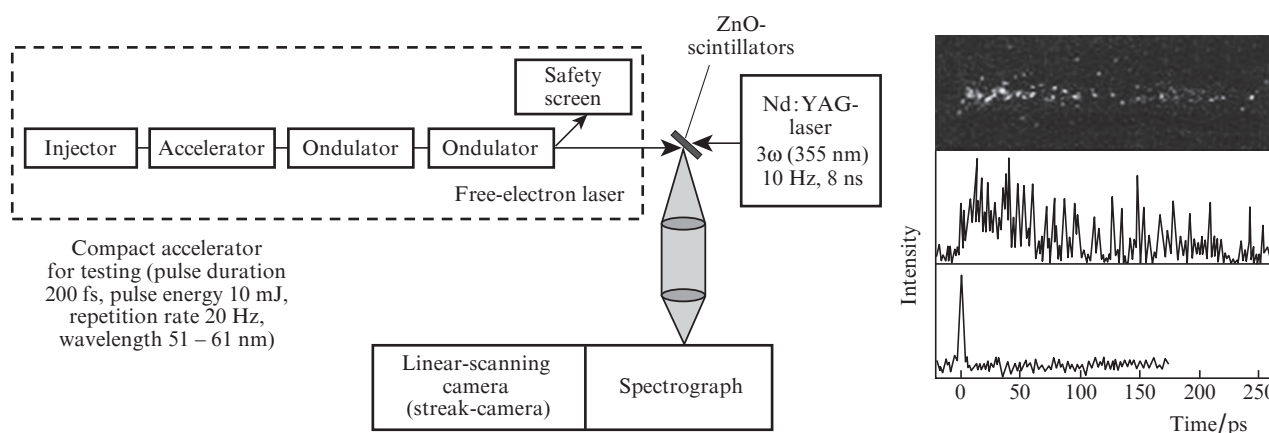 ZnO-
scintillators
Safety
screen
Nd:YAG-
laser
3ω (355 nm)
10 Hz, 8 ns
Injector
Accelerator
Ondulator
Ondulator
Free-electron laser
Compact accelerator
for testing (pulse duration
200 fs, pulse energy 10 mJ,
repetition rate 20 Hz,
wavelength 51 – 61 nm)
Linear-scanning
camera
(streak-camera)
Spectrograph
Intensity
0 50 100 150 200 250
Time/ps